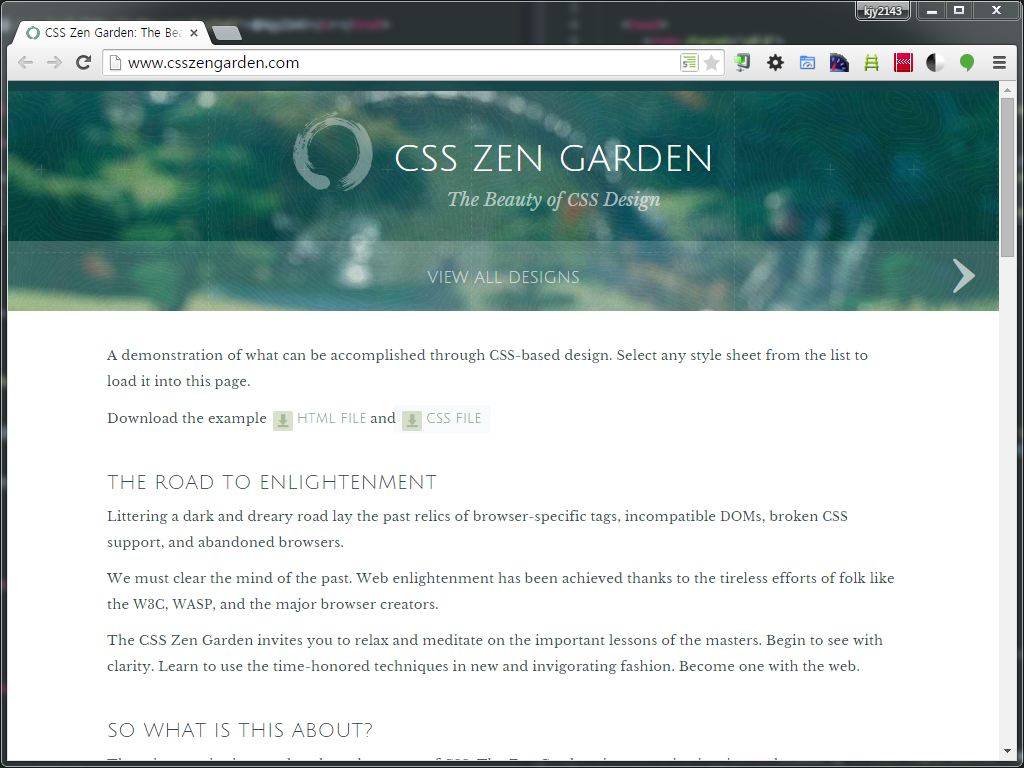 kjy2143
CSS Zen Garden: The Bea
www.csszengarden.com
CSS ZEN GARDEN
The Beauty of CSS Design
VIEW ALL DESIGNS
A demonstration of what can be accomplished through CSS-based design. Select any style sheet from the list to
load it into this page.
Download the example HTML FILE and CSS FILE
THE ROAD TO ENLIGHTENMENT
Littering a dark and dreary road lay the past relics of browser-specific tags, incompatible DOMs, broken CSS
support, and abandoned browsers.
We must clear the mind of the past. Web enlightenment has been achieved thanks to the tireless efforts of folk like
the W3C, WASP, and the major browser creators.
The CSS Zen Garden invites you to relax and meditate on the important lessons of the masters. Begin to see with
clarity. Learn to use the time-honored techniques in new and invigorating fashion. Become one with the web.
SO WHAT IS THIS ABOUT?